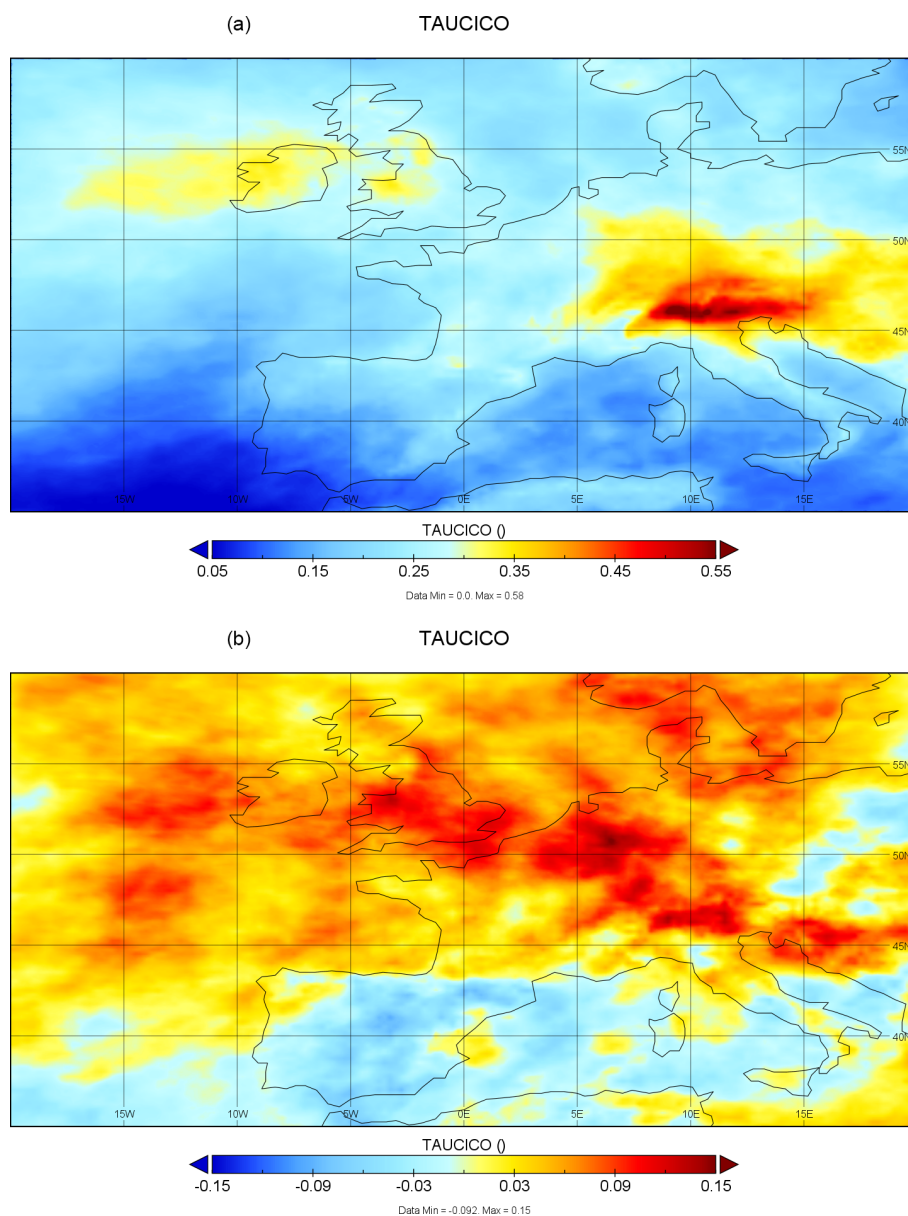 (a) TAUCICO
55N
50N
45N
40N
15W 10W 5W 0E 5E 10E 15E
TAUCICO ()
0.05 0.15 0.25 0.35 0.45 0.55
Data Min = 0.0. Max = 0.58
(b) TAUCICO
55N
50N
45N
40N
15W 10W 5W 0E 5E 10E 15E
TAUCICO ()
-0.15 -0.09 -0.03 0.03 0.09 0.15
Data Min = -0.092. Max = 0.15